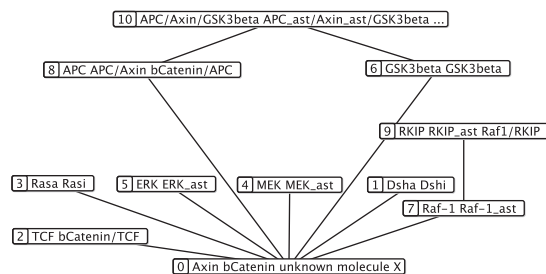 10 APC/Axin/GSK3beta APC_ast/Axin_ast/GSK3beta ...
8 APC APC/Axin bCatenin/APC
6 GSK3beta GSK3beta
9 RKIP RKIP_ast Raf1/RKIP
3 Rasa Rasi
5 ERK ERK_ast
4 MEK MEK_ast
1 Dsha Dshi
7 Raf-1 Raf-1_ast
2 TCF bCatenin/TCF
0 Axin bCatenin unknown molecule X